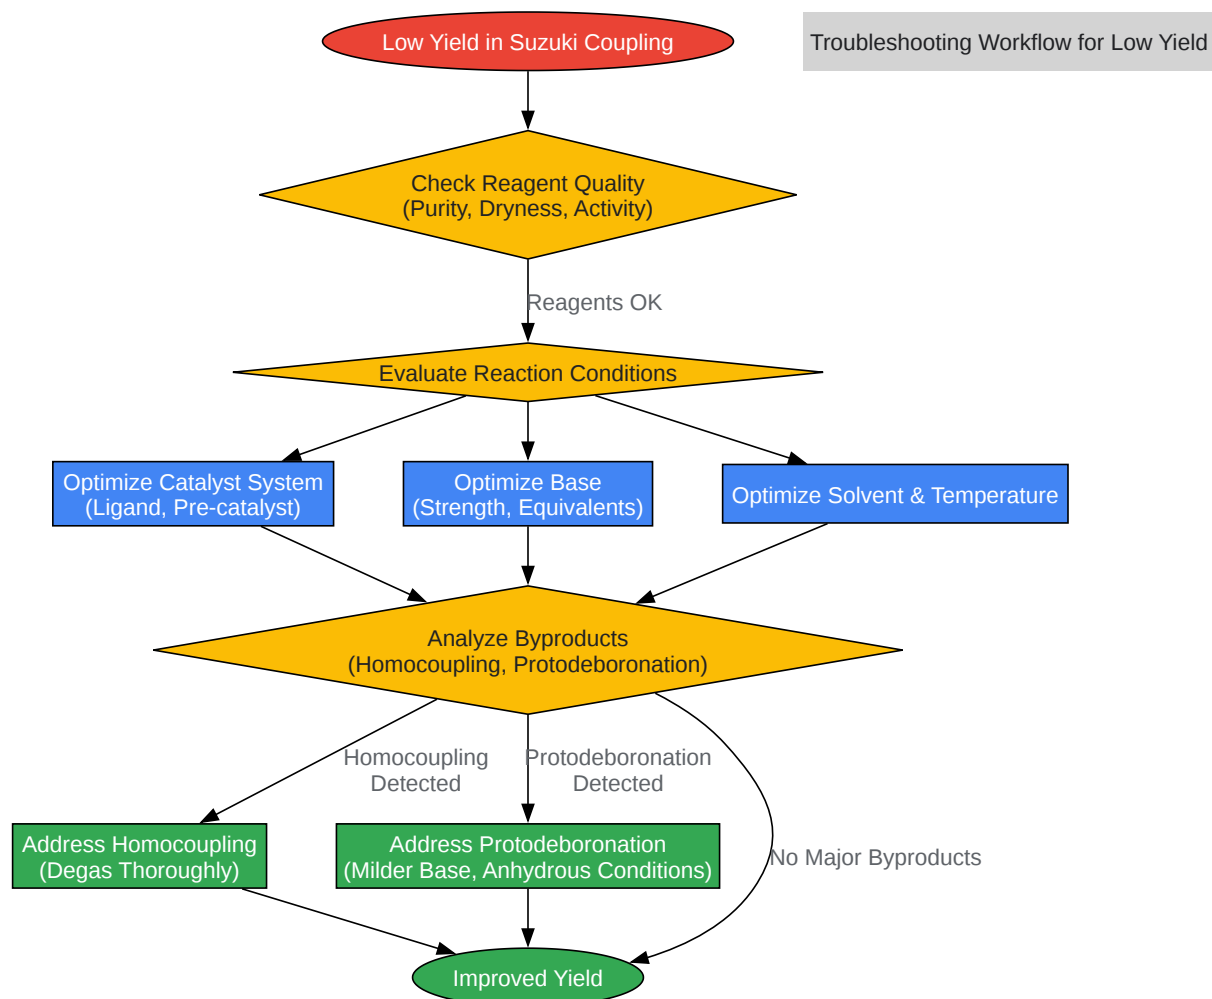 Low Yield in Suzuki Coupling
Troubleshooting Workflow for Low Yield
Check Reagent Quality
(Purity, Dryness, Activity)
Reagents OK
Evaluate Reaction Conditions
Optimize Catalyst System
(Ligand, Pre-catalyst)
Optimize Base
(Strength, Equivalents)
Optimize Solvent & Temperature
Analyze Byproducts
(Homocoupling, Protodeboronation)
Homocoupling
Detected
Protodeboronation
Detected
No Major Byproducts
Address Homocoupling
(Degas Thoroughly)
Address Protodeboronation
(Milder Base, Anhydrous Conditions)
Improved Yield